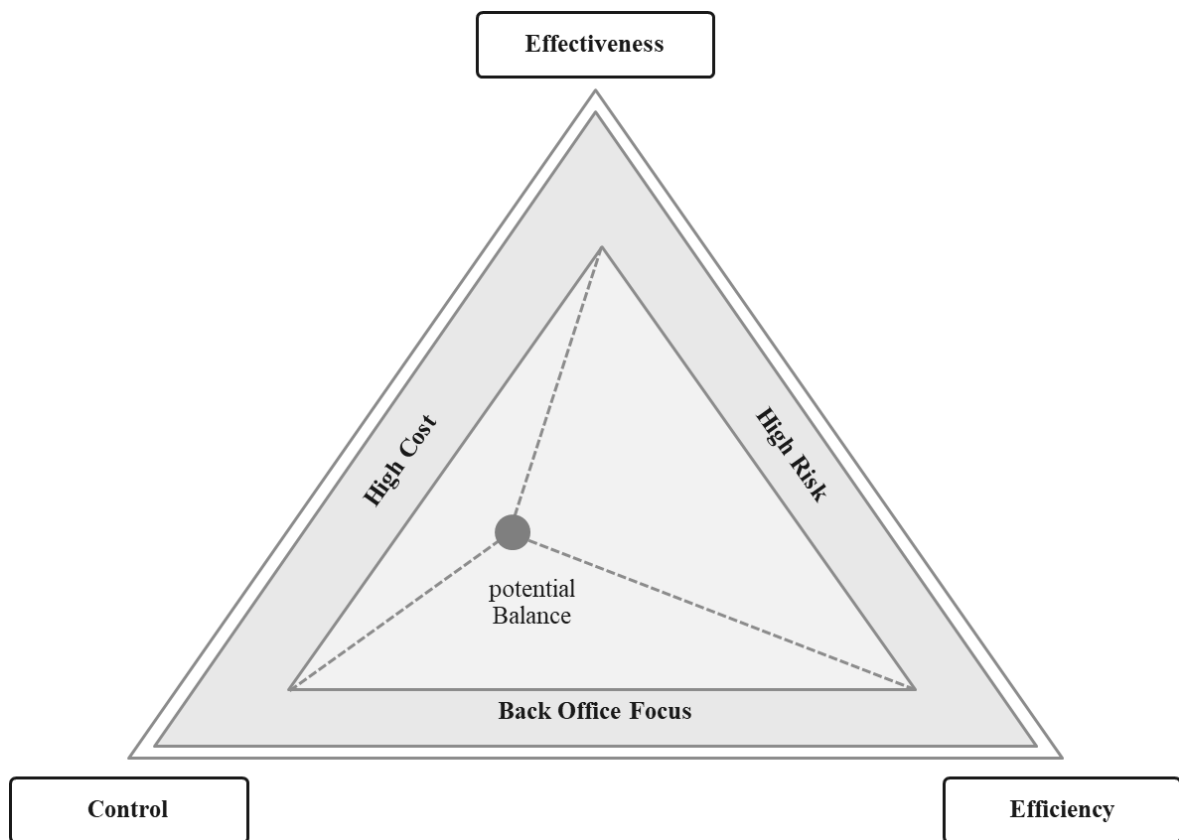 Effectiveness
High Cost
High Risk
potential
Balance
Back Office Focus
Control
Efficiency